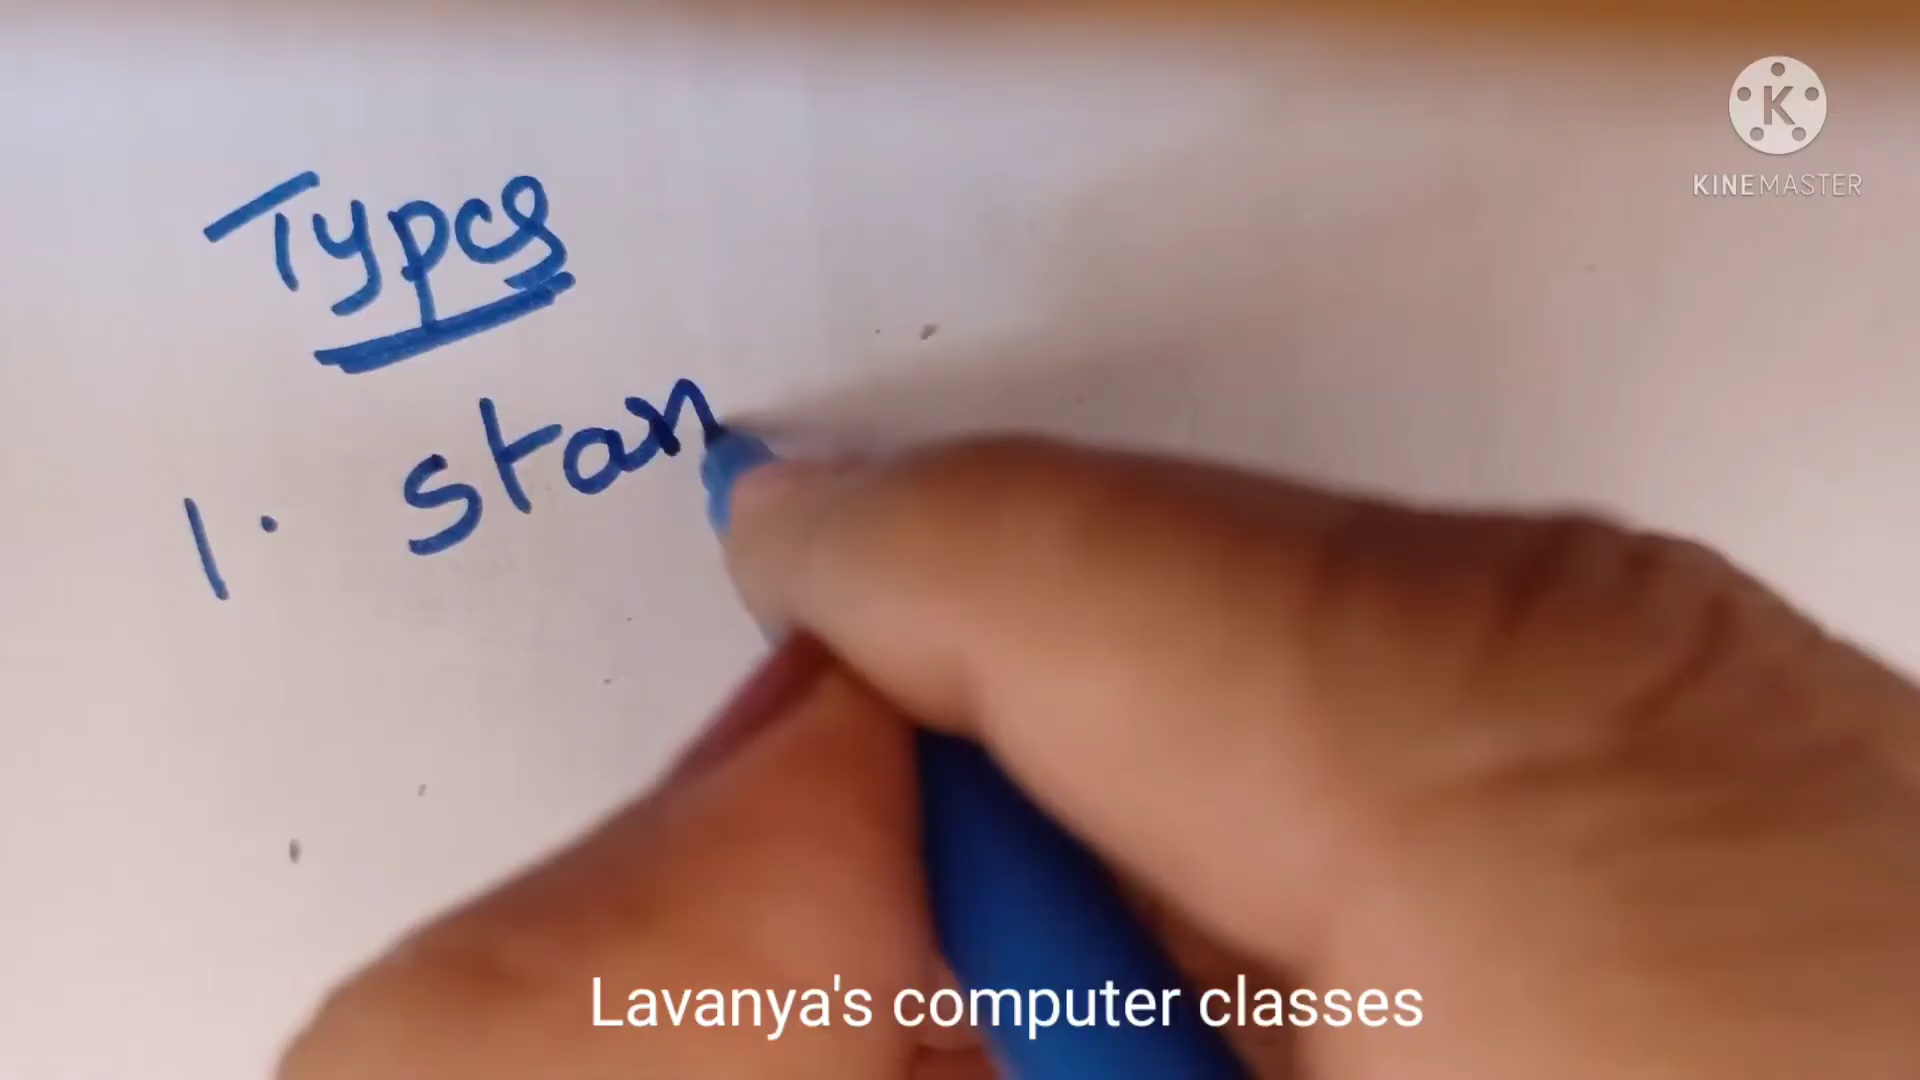 K
KINEMASTER
Types
1. stan
Lavanya's computer classes